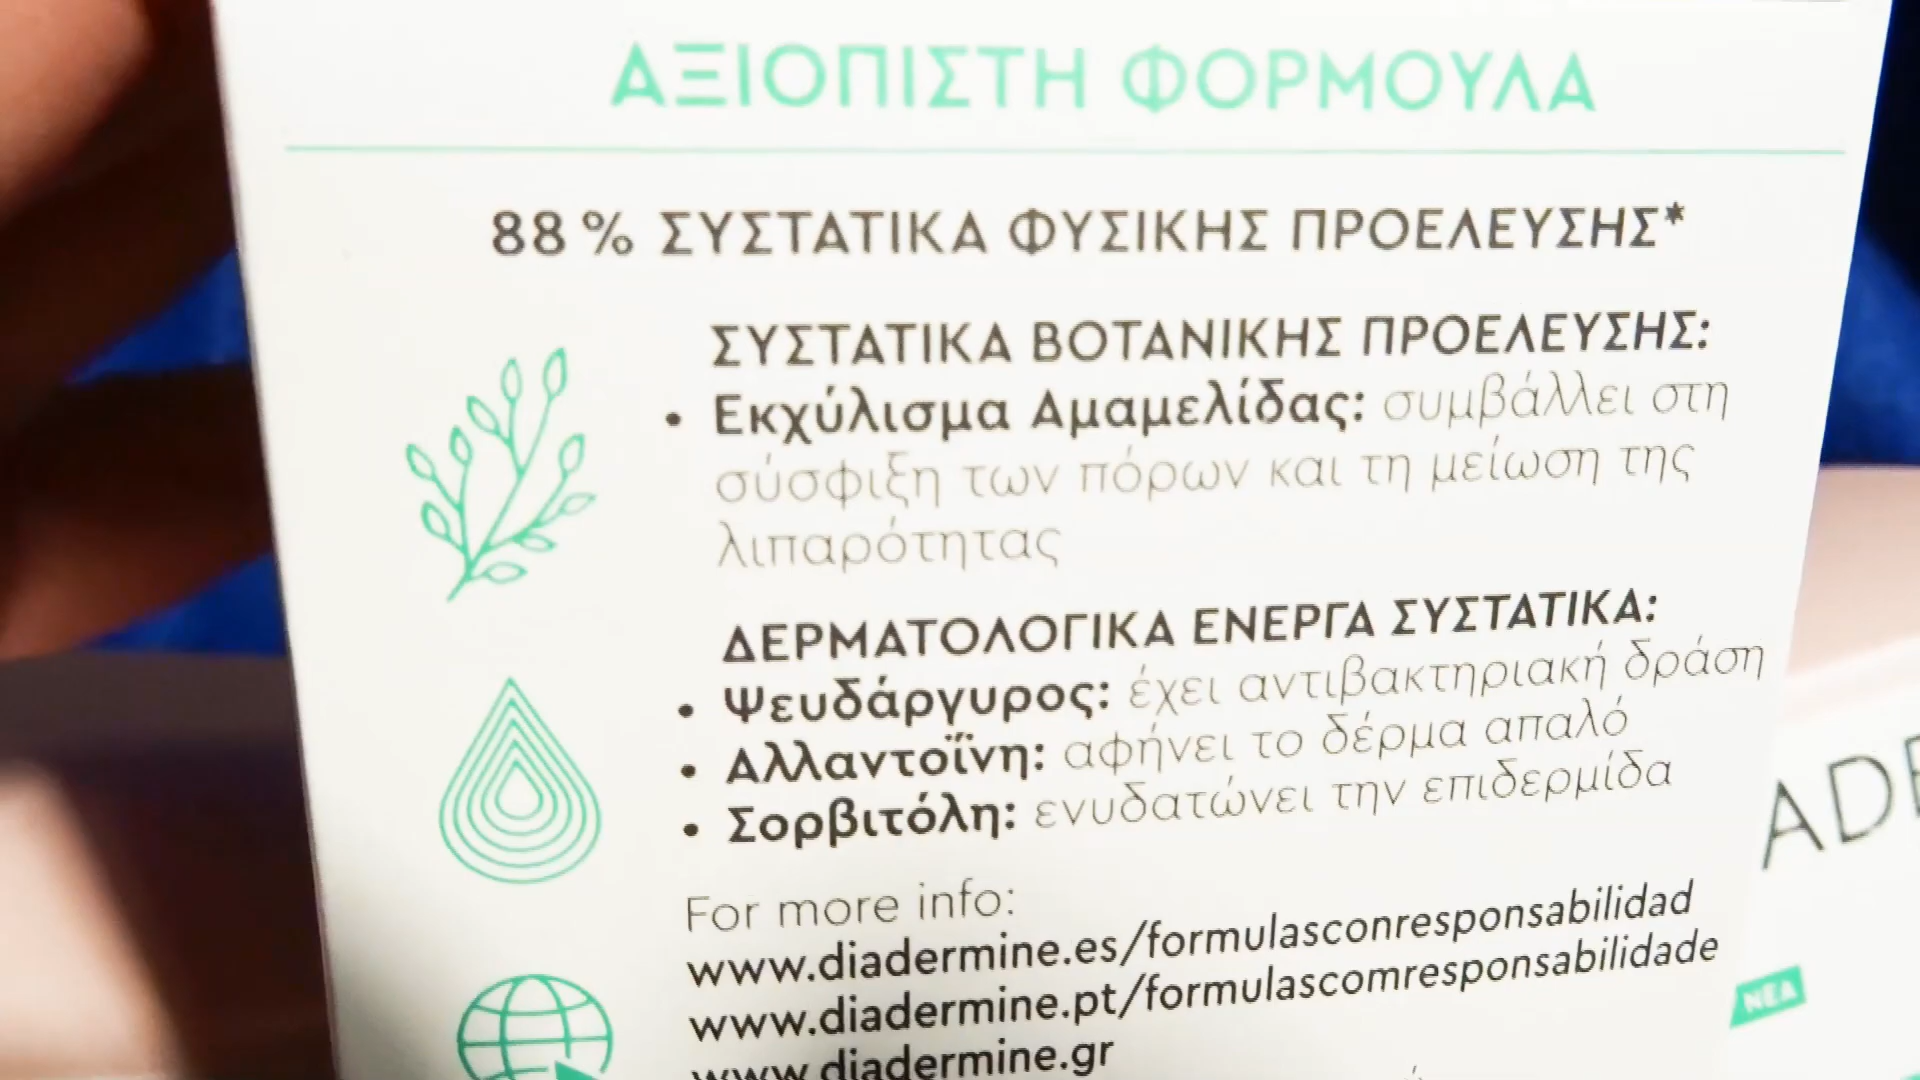 ΑΞΙΟΠΙΣΤΗ ΦΟΡΜΟΥΛΑ
88 % ΣΥΣΤΑΤΙΚΑ ΦΥΣΙΚΗΣ ΠΡΟΕΛΕΥΣΗΣ*
ΣΥΣΤΑΤΙΚΑ ΒΟΤΑΝΙΚΗΣ ΠΡΟΕΛΕΥΣΗΣ:
• Εκχύλισμα Αμαμελίδας: συμβάλλει στη
σύσφιξη των πόρων και τη μείωση της
λιπαρότητας
ΔΕΡΜΑΤΟΛΟΓΙΚΑ ΕΝΕΡΓΑ ΣΥΣΤΑΤΙΚΑ:
• Ψευδάργυρος: έχει αντιβακτηριακή δράση
• Αλλαντοΐνη: αφήνει το δέρμα απαλό
• Σορβιτόλη: ενυδατώνει την επιδερμίδα
For more info:
www.diadermine.es/formulasconresponsabilidad
www.diadermine.pt/formulascomresponsabilidade
www.diadermine.gr
ΝΕΑ